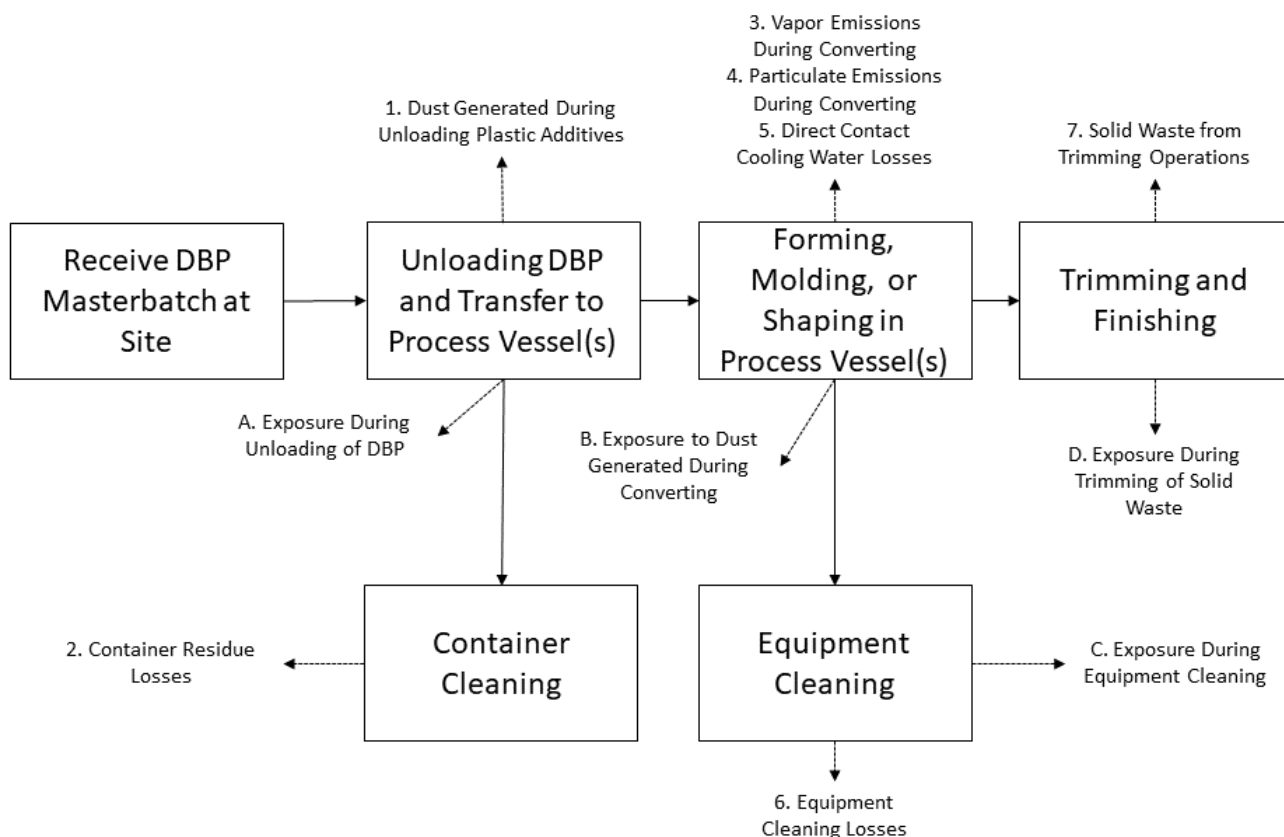 3. Vapor Emissions
During Converting
4. Particulate Emissions
During Converting
5. Direct Contact
Cooling Water Losses
1. Dust Generated During
Unloading Plastic Additives
7. Solid Waste from
Trimming Operations
Receive DBP
Masterbatch at
Site
Unloading DBP
and Transfer to
Process Vessel(s)
Forming,
Molding, or
Shaping in
Process Vessel(s)
Trimming and
Finishing
A. Exposure During
Unloading of DBP
B. Exposure to Dust
Generated During
Converting
D. Exposure During
Trimming of Solid
Waste
2. Container Residue
Losses
Container
Cleaning
Equipment
Cleaning
C. Exposure During
Equipment Cleaning
6. Equipment
Cleaning Losses